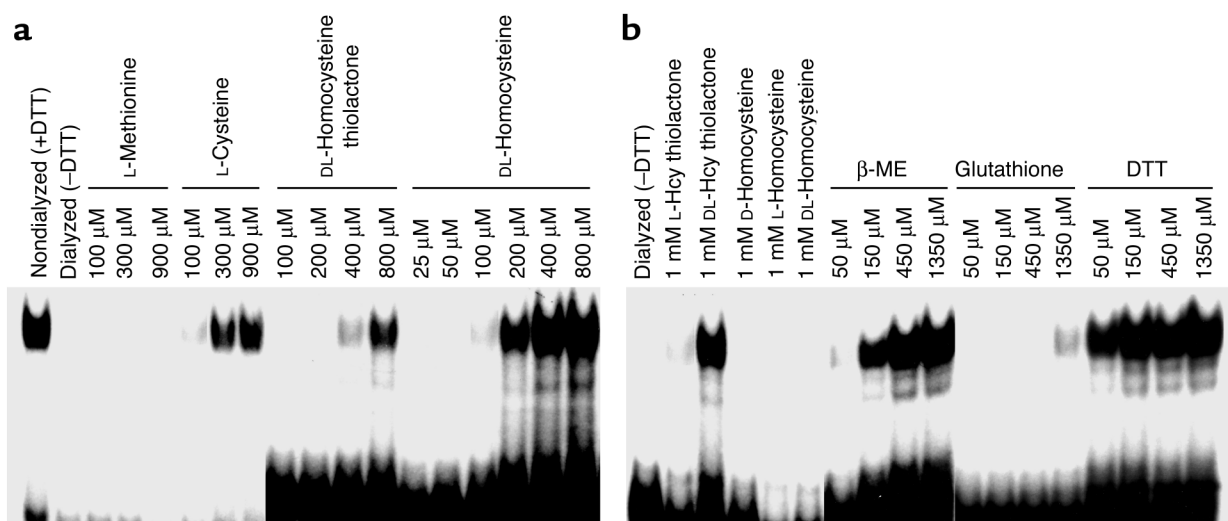 a
Nondialyzed (+DTT)
Dialyzed (−DTT)
L-Methionine
100 µM
300 µM
900 µM
L-Cysteine
100 µM
300 µM
900 µM
DL-Homocysteine
thiolactone
100 µM
200 µM
400 µM
800 µM
DL-Homocysteine
25 µM
50 µM
100 µM
200 µM
400 µM
800 µM
b
Dialyzed (−DTT)
1 mM L-Hcy thiolactone
1 mM DL-Hcy thiolactone
1 mM D-Homocysteine
1 mM L-Homocysteine
1 mM DL-Homocysteine
β-ME
50 µM
150 µM
450 µM
1350 µM
Glutathione
50 µM
150 µM
450 µM
1350 µM
DTT
50 µM
150 µM
450 µM
1350 µM